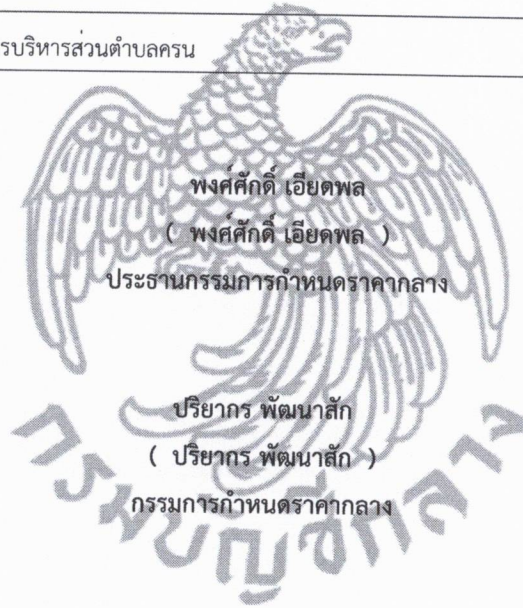 รบริหารส่วนตำบลครน
พงศ์ศักดิ์ เอียดพล
( พงศ์ศักดิ์ เอียดพล )
ประธานกรรมการกำหนดราคากลาง
ปริยากร พัฒนาสัก
( ปริยากร พัฒนาสัก )
กรรมการกำหนดราคากลาง
กรมบัญชีกลาง